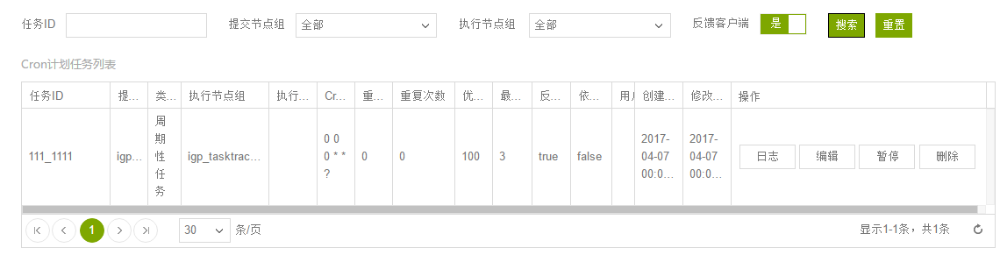 任务ID 提交节点组 全部 执行节点组 全部 反馈客户端 是 搜索 重置
Cron计划任务列表
任务ID 提... 类... 执行节点组 执行... Cr... 重... 重复次数 优... 最... 反... 依... 用 创建... 修改... 操作
111_1111 igp... 周期性任务 igp_tasktrac... 0 0 0 * * ? 0 0 100 3 true false 2017-04-07 00:0... 2017-04-07 00:0... 日志 编辑 暂停 删除
1 30 条/页 显示1-1条，共1条